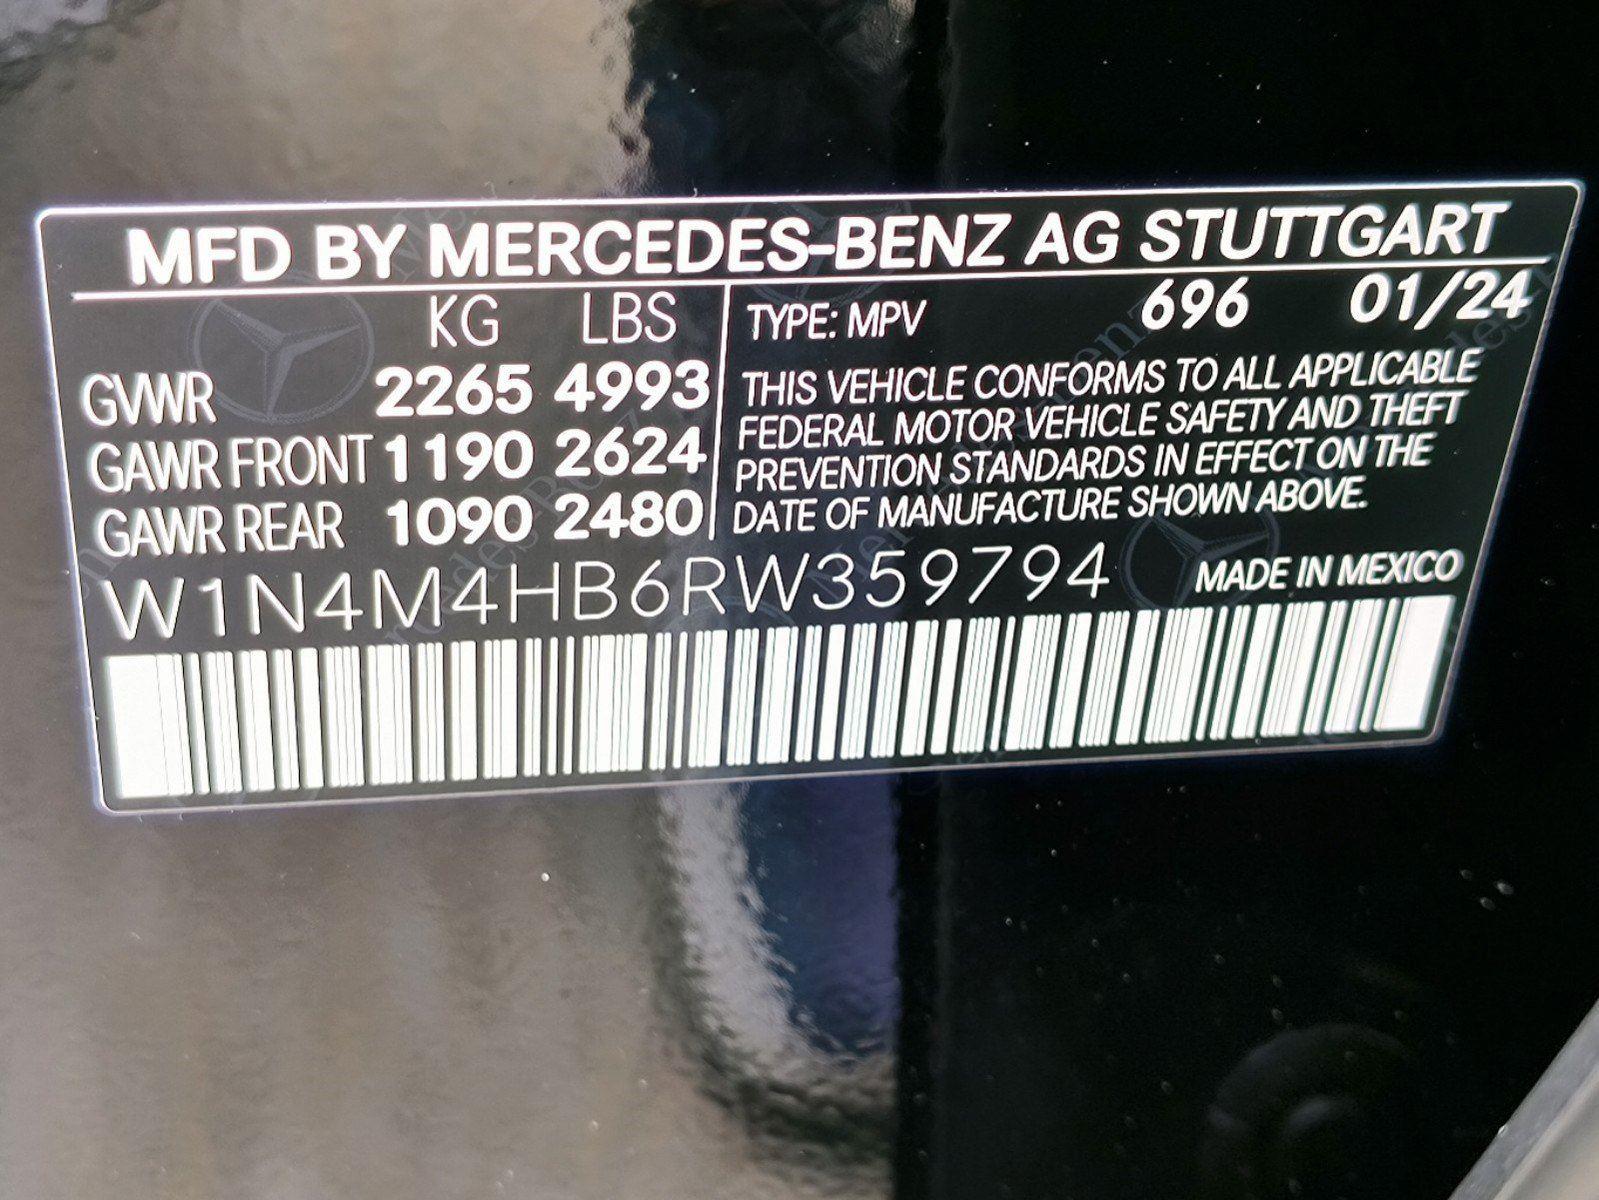 MFD BY MERCEDES-BENZ AG STUTTGART
KG LBS
GVWR 2265 4993
GAWR FRONT 1190 2624
GAWR REAR 1090 2480
TYPE: MPV 696 01/24
THIS VEHICLE CONFORMS TO ALL APPLICABLE
FEDERAL MOTOR VEHICLE SAFETY AND THEFT
PREVENTION STANDARDS IN EFFECT ON THE
DATE OF MANUFACTURE SHOWN ABOVE.
W1N4M4HB6RW359794 MADE IN MEXICO